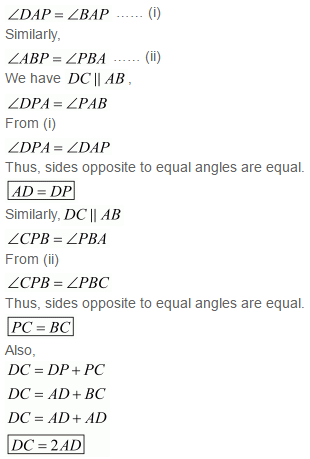 ∠DAP = ∠BAP ...... (i)
Similarly,
∠ABP = ∠PBA ...... (ii)
We have DC || AB ,
∠DPA = ∠PAB
From (i)
∠DPA = ∠DAP
Thus, sides opposite to equal angles are equal.
AD = DP
Similarly, DC || AB
∠CPB = ∠PBA
From (ii)
∠CPB = ∠PBC
Thus, sides opposite to equal angles are equal.
PC = BC
Also,
DC = DP + PC
DC = AD + BC
DC = AD + AD
DC = 2AD